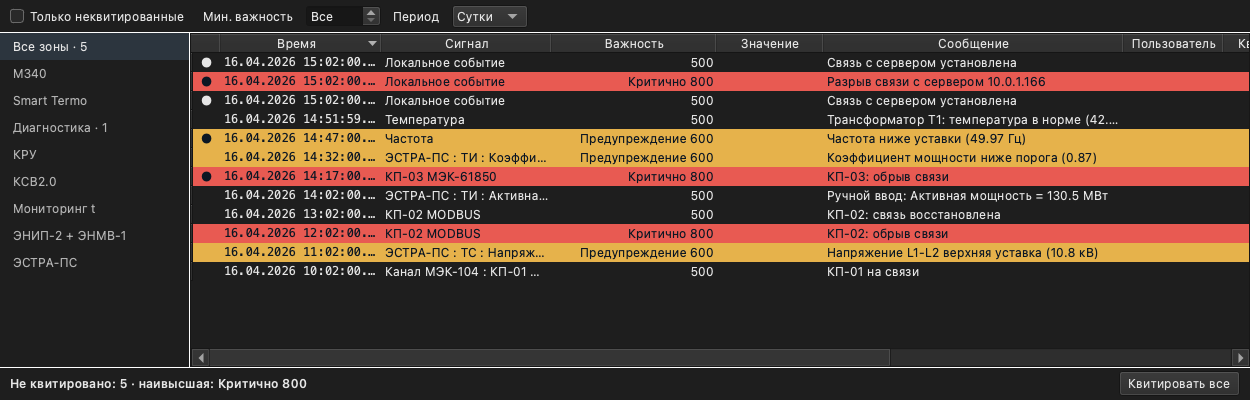 Только неквитированные Мин. важность Все Период Сутки
Все зоны · 5
М340
Smart Termo
Диагностика · 1
КРУ
КСВ2.0
Мониторинг t
ЭНИП-2 + ЭНМВ-1
ЭСТРА-ПС
Время Сигнал Важность Значение Сообщение Пользователь Кв
16.04.2026 15:02:00.… Локальное событие 500 Связь с сервером установлена
16.04.2026 15:02:00.… Локальное событие Критично 800 Разрыв связи с сервером 10.0.1.166
16.04.2026 15:02:00.… Локальное событие 500 Связь с сервером установлена
16.04.2026 14:51:59.… Температура 500 Трансформатор Т1: температура в норме (42.…
16.04.2026 14:47:00.… Частота Предупреждение 600 Частота ниже уставки (49.97 Гц)
16.04.2026 14:32:00.… ЭСТРА-ПС : ТИ : Коэффи… Предупреждение 600 Коэффициент мощности ниже порога (0.87)
16.04.2026 14:17:00.… КП-03 МЭК-61850 Критично 800 КП-03: обрыв связи
16.04.2026 14:02:00.… ЭСТРА-ПС : ТИ : Активна… 500 Ручной ввод: Активная мощность = 130.5 МВт
16.04.2026 13:02:00.… КП-02 MODBUS 500 КП-02: связь восстановлена
16.04.2026 12:02:00.… КП-02 MODBUS Критично 800 КП-02: обрыв связи
16.04.2026 11:02:00.… ЭСТРА-ПС : ТС : Напряж… Предупреждение 600 Напряжение L1-L2 верхняя уставка (10.8 кВ)
16.04.2026 10:02:00.… Канал МЭК-104 : КП-01 … 500 КП-01 на связи
Не квитировано: 5 · наивысшая: Критично 800 Квитировать все